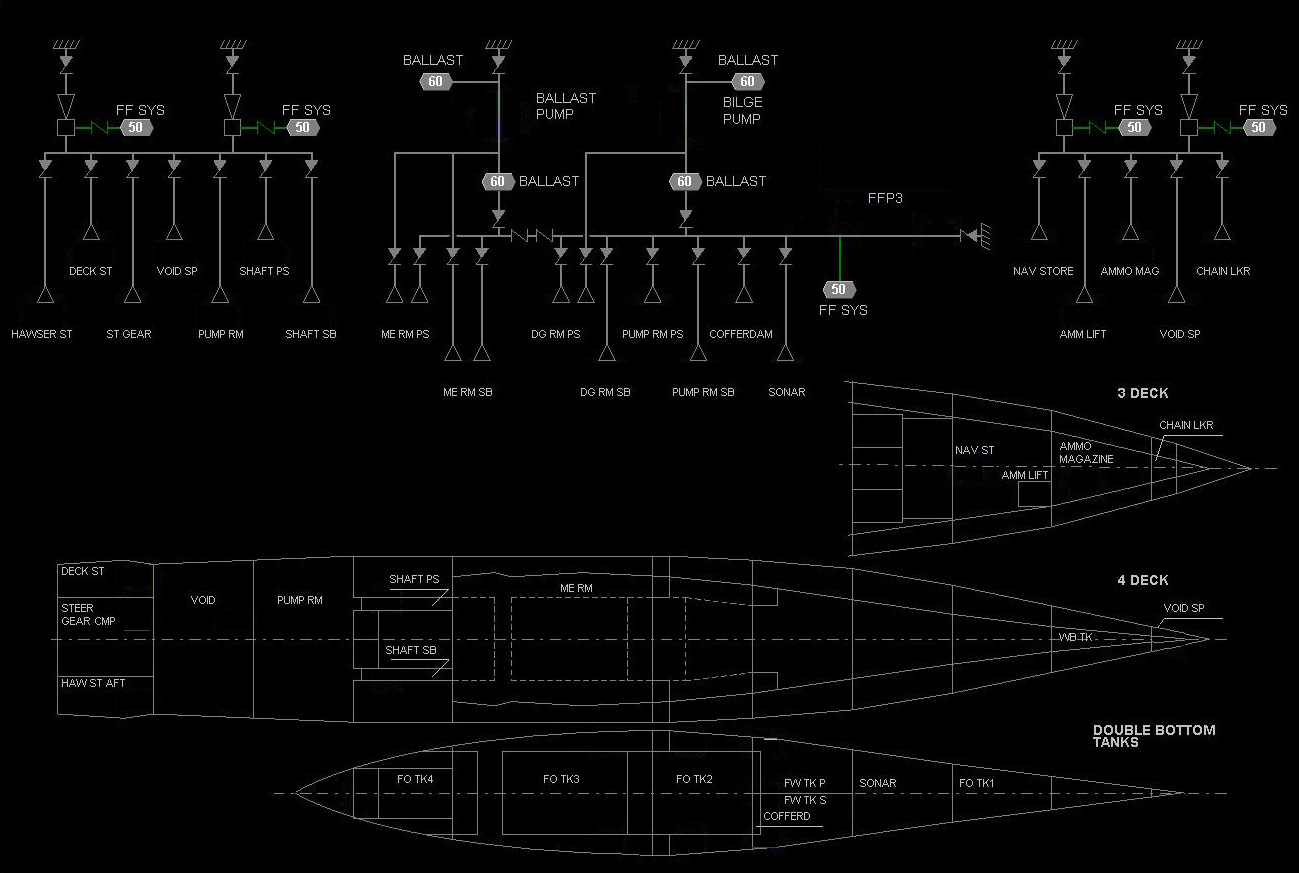 BALLAST
BALLAST
60
60
BALLAST
PUMP
BILGE
PUMP
FF SYS
50
FF SYS
50
FF SYS
50
FF SYS
50
60
BALLAST
60
BALLAST
FFP3
DECK ST
VOID SP
SHAFT PS
NAV STORE
AMMO MAG
CHAIN LKR
50
FF SYS
HAWSER ST
ST GEAR
PUMP RM
SHAFT SB
ME RM PS
DG RM PS
PUMP RM PS
COFFERDAM
AMM LIFT
VOID SP
ME RM SB
DG RM SB
PUMP RM SB
SONAR
3 DECK
CHAIN LKR
NAV ST
AMMO
MAGAZINE
AMM LIFT
4 DECK
DECK ST
STEER
GEAR CMP
VOID
PUMP RM
SHAFT PS
ME RM
VOID SP
WB TK
SHAFT SB
HAW ST AFT
DOUBLE BOTTOM
TANKS
FO TK4
FO TK3
FO TK2
FW TK P
SONAR
FO TK1
FW TK S
COFFERD